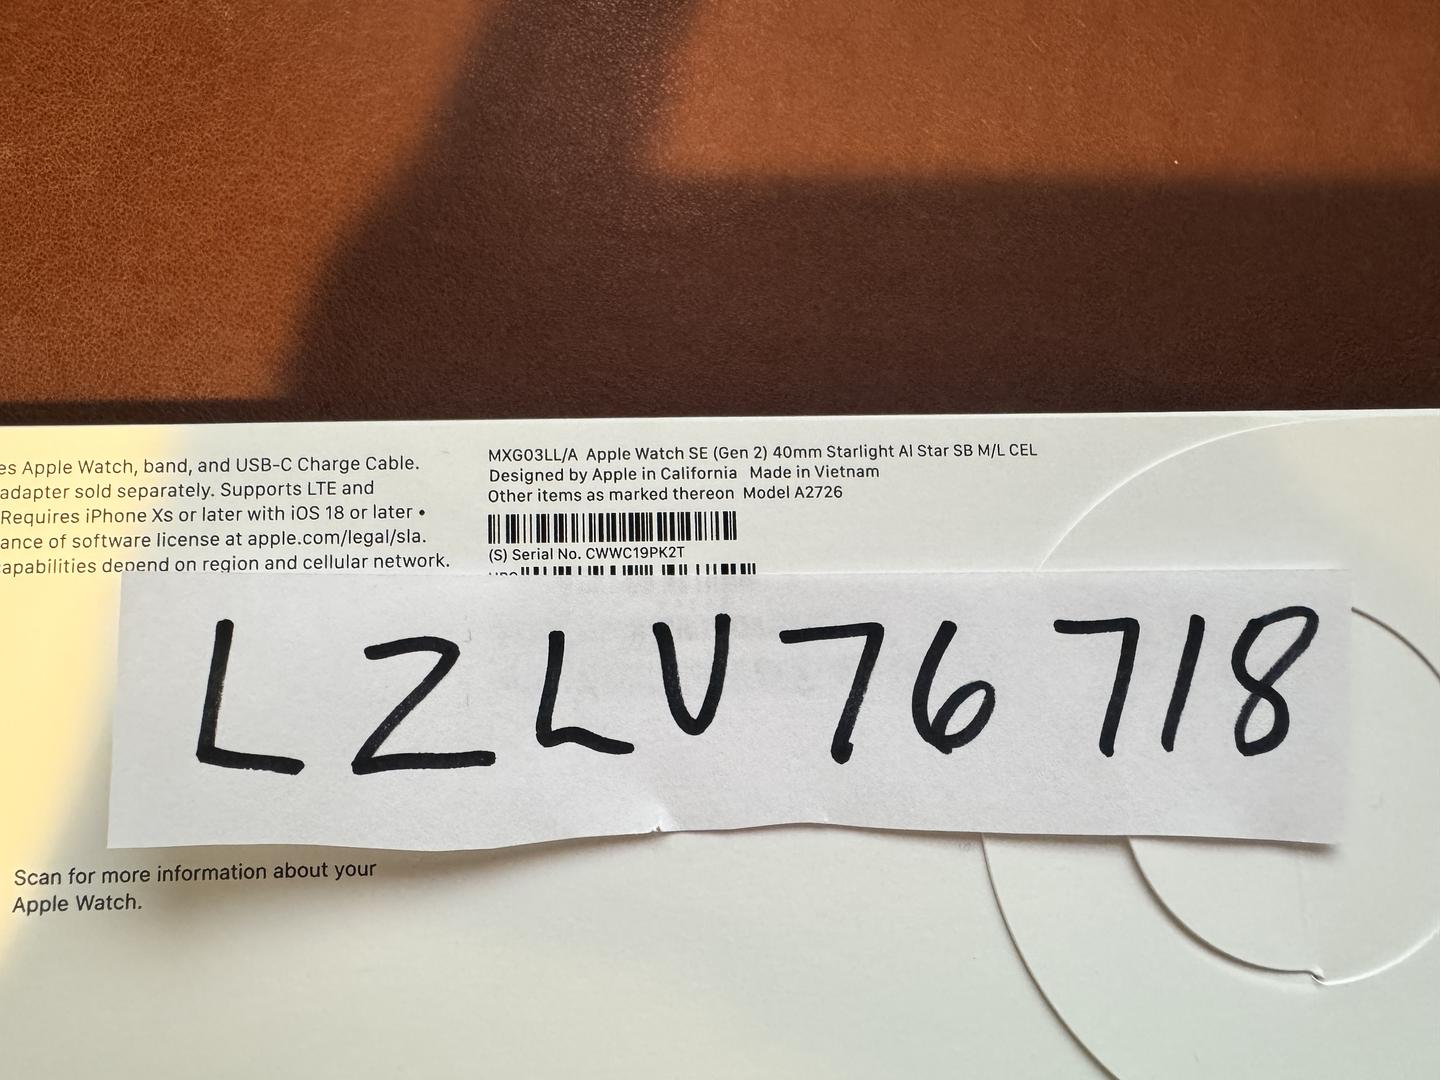 es Apple Watch, band, and USB-C Charge Cable.
adapter sold separately. Supports LTE and
Requires iPhone Xs or later with iOS 18 or later •
ance of software license at apple.com/legal/sla.
capabilities depend on region and cellular network.
MXG03LL/A Apple Watch SE (Gen 2) 40mm Starlight Al Star SB M/L CEL
Designed by Apple in California Made in Vietnam
Other items as marked thereon Model A2726
(S) Serial No. CWWC19PK2T
LZLU76718
Scan for more information about your
Apple Watch.